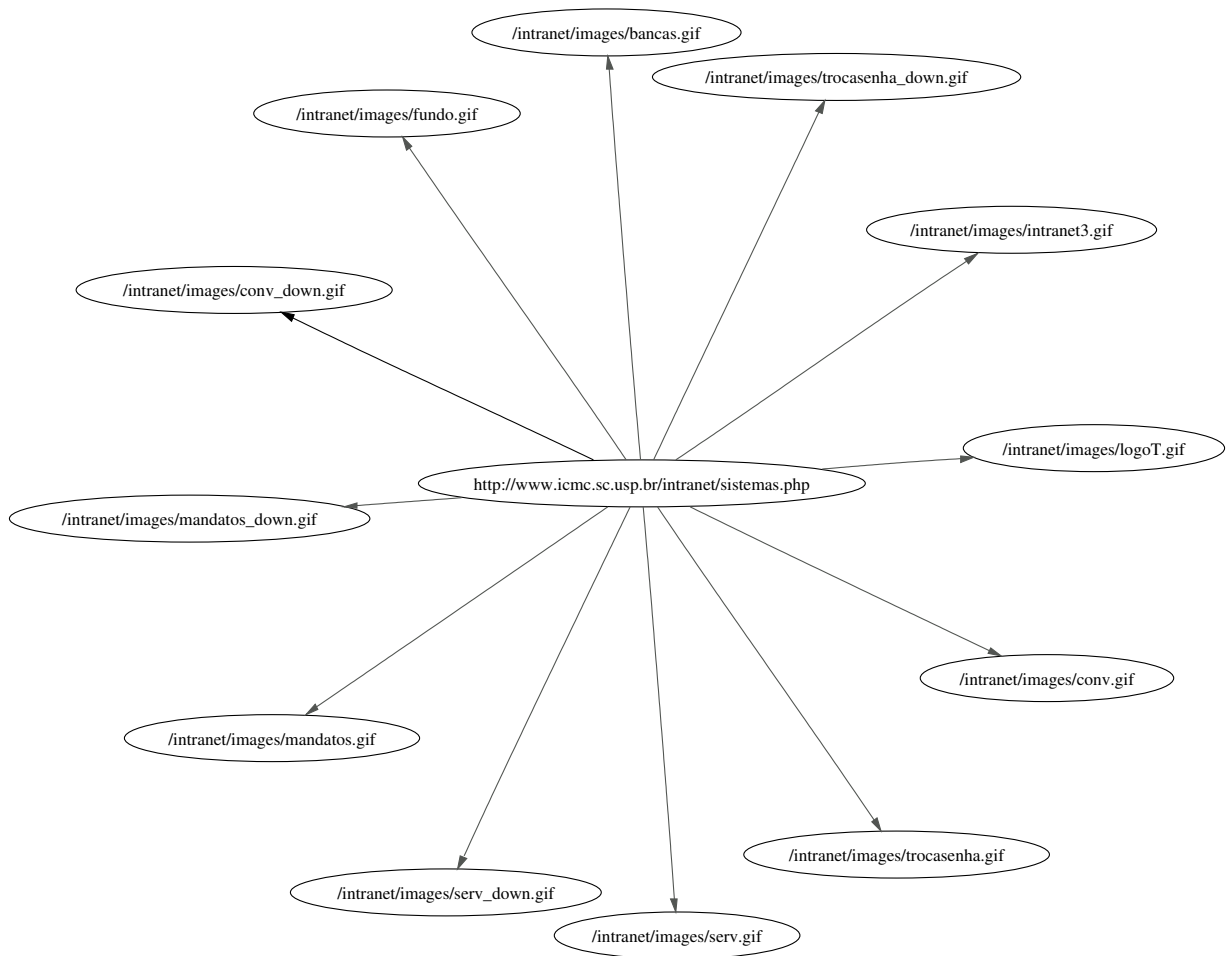 /intranet/images/bancas.gif
/intranet/images/trocasenha_down.gif
/intranet/images/fundo.gif
/intranet/images/intranet3.gif
/intranet/images/conv_down.gif
/intranet/images/logoT.gif
http://www.icmc.sc.usp.br/intranet/sistemas.php
/intranet/images/mandatos_down.gif
/intranet/images/conv.gif
/intranet/images/mandatos.gif
/intranet/images/trocasenha.gif
/intranet/images/serv_down.gif
/intranet/images/serv.gif